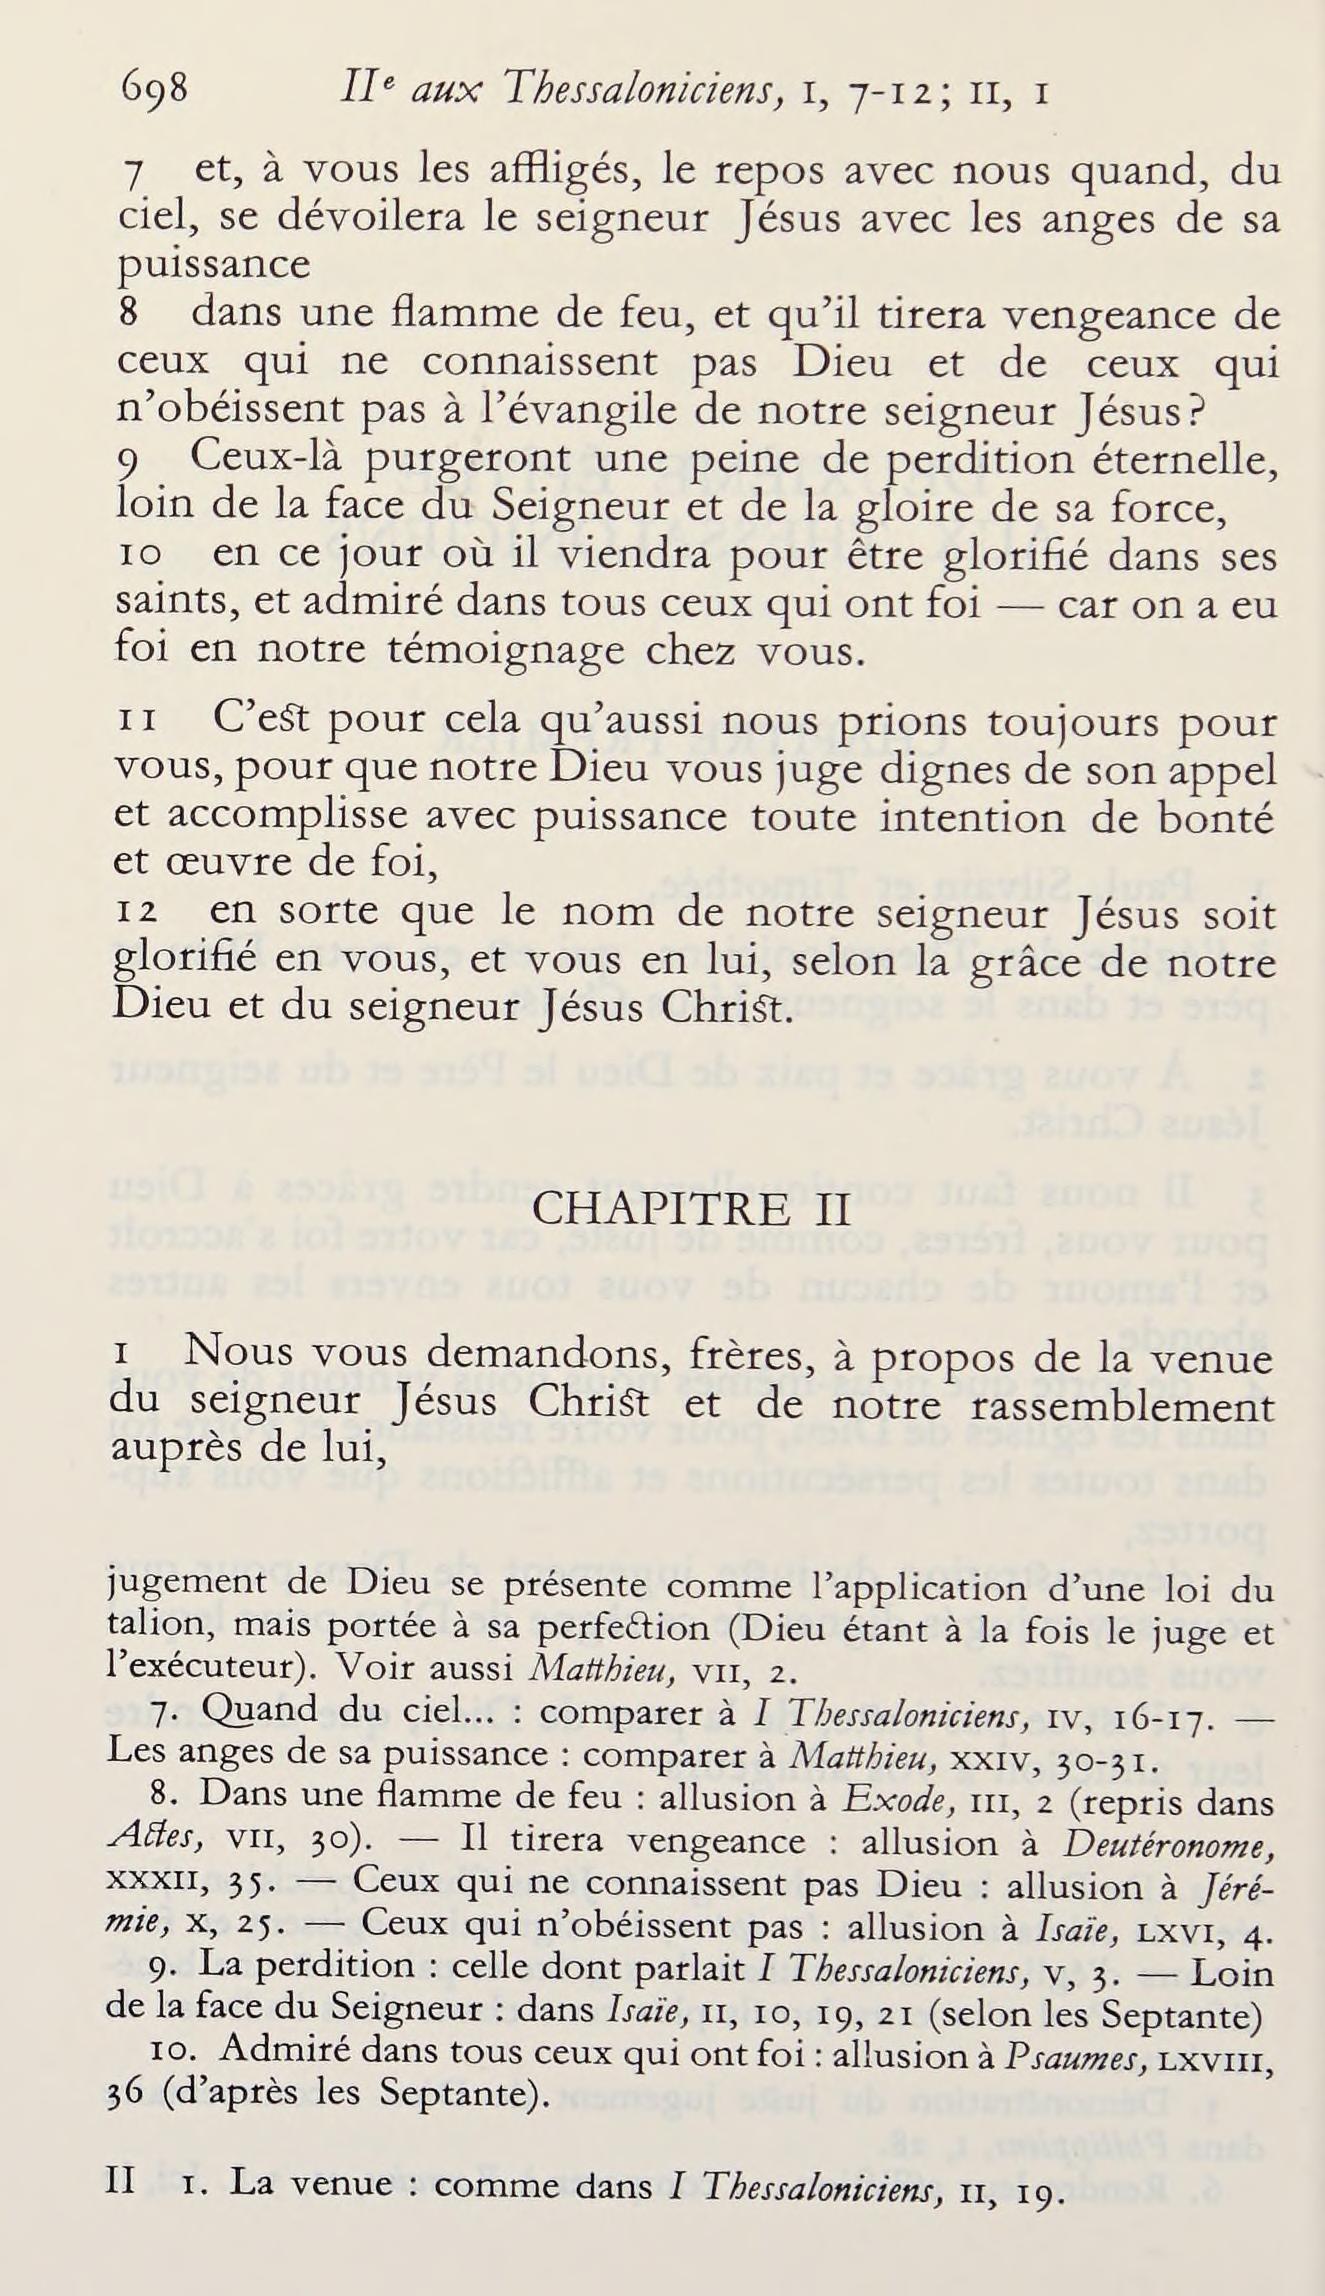 698 IIe aux Thessaloniciens, I, 7-12; II, 1
7 et, à vous les affligés, le repos avec nous quand, du
ciel, se dévoilera le seigneur Jésus avec les anges de sa
puissance
8 dans une flamme de feu, et qu’il tirera vengeance de
ceux qui ne connaissent pas Dieu et de ceux qui
n’obéissent pas à l’évangile de notre seigneur Jésus?
9 Ceux-là purgeront une peine de perdition éternelle,
loin de la face du Seigneur et de la gloire de sa force,
10 en ce jour où il viendra pour être glorifié dans ses
saints, et admiré dans tous ceux qui ont foi — car on a eu
foi en notre témoignage chez vous.
11 C’est pour cela qu’aussi nous prions toujours pour
vous, pour que notre Dieu vous juge dignes de son appel
et accomplisse avec puissance toute intention de bonté
et œuvre de foi,
12 en sorte que le nom de notre seigneur Jésus soit
glorifié en vous, et vous en lui, selon la grâce de notre
Dieu et du seigneur Jésus Christ.
CHAPITRE II
1 Nous vous demandons, frères, à propos de la venue
du seigneur Jésus Christ et de notre rassemblement
auprès de lui,
jugement de Dieu se présente comme l’application d’une loi du
talion, mais portée à sa perfection (Dieu étant à la fois le juge et
l’exécuteur). Voir aussi Matthieu, VII, 2.
7. Quand du ciel... : comparer à I Thessaloniciens, IV, 16-17. —
Les anges de sa puissance : comparer à Matthieu, XXIV, 30-31.
8. Dans une flamme de feu : allusion à Exode, III, 2 (repris dans
Actes, VII, 30). — Il tirera vengeance : allusion à Deutéronome,
XXXII, 35. — Ceux qui ne connaissent pas Dieu : allusion à Jéré-
mie, X, 25. — Ceux qui n’obéissent pas : allusion à Isaïe, LXVI, 4.
9. La perdition : celle dont parlait I Thessaloniciens, V, 3. — Loin
de la face du Seigneur : dans Isaïe, II, 10, 19, 21 (selon les Septante)
10. Admiré dans tous ceux qui ont foi : allusion à Psaumes, LXVIII,
36 (d’après les Septante).
II 1. La venue : comme dans I Thessaloniciens, II, 19.